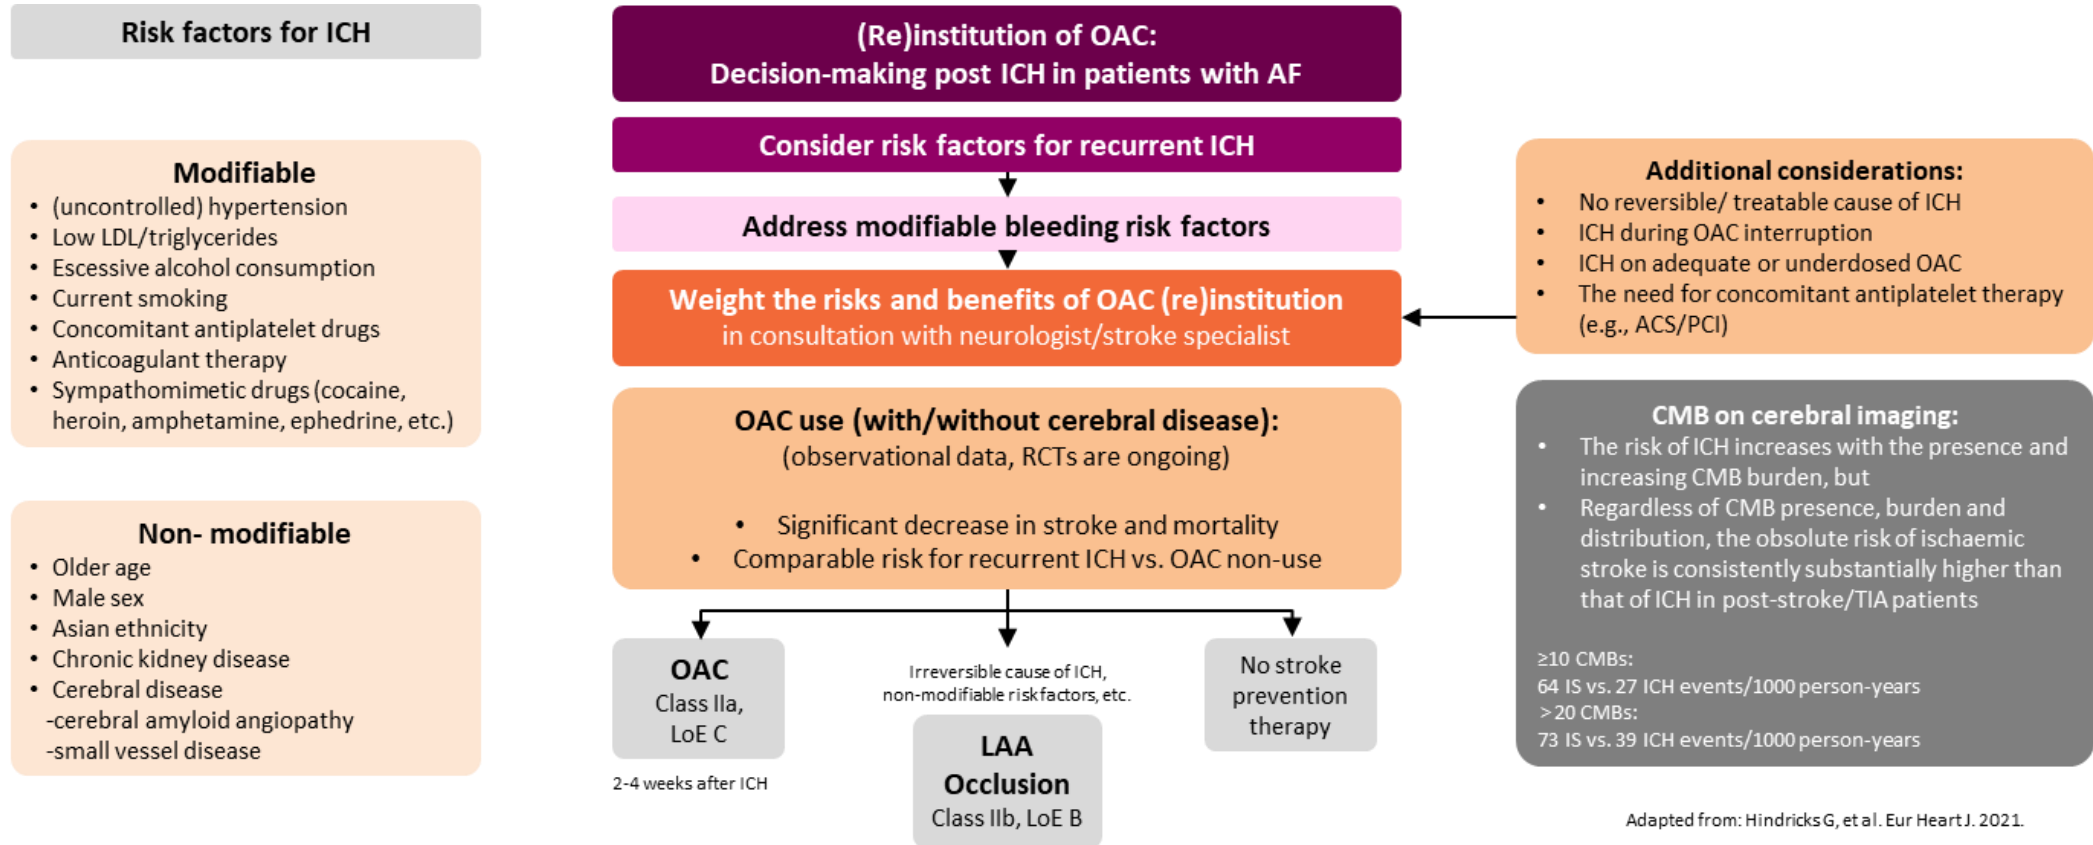 Risk factors for ICH
Modifiable
• (uncontrolled) hypertension
• Low LDL/triglycerides
• Escessive alcohol consumption
• Current smoking
• Concomitant antiplatelet drugs
• Anticoagulant therapy
• Sympathomimetic drugs (cocaine,
heroin, amphetamine, ephedrine, etc.)
Non- modifiable
• Older age
• Male sex
• Asian ethnicity
• Chronic kidney disease
• Cerebral disease
-cerebral amyloid angiopathy
-small vessel disease
(Re)institution of OAC:
Decision-making post ICH in patients with AF
Consider risk factors for recurrent ICH
Address modifiable bleeding risk factors
Weight the risks and benefits of OAC (re)institution
in consultation with neurologist/stroke specialist
OAC use (with/without cerebral disease):
(observational data, RCTs are ongoing)
• Significant decrease in stroke and mortality
• Comparable risk for recurrent ICH vs. OAC non-use
OAC
Class IIa,
LoE C
2-4 weeks after ICH
Irreversible cause of ICH,
non-modifiable risk factors, etc.
LAA
Occlusion
Class IIb, LoE B
No stroke
prevention
therapy
Additional considerations:
• No reversible/ treatable cause of ICH
• ICH during OAC interruption
• ICH on adequate or underdosed OAC
• The need for concomitant antiplatelet therapy
(e.g., ACS/PCI)
CMB on cerebral imaging:
• The risk of ICH increases with the presence and
increasing CMB burden, but
• Regardless of CMB presence, burden and
distribution, the obsolute risk of ischaemic
stroke is consistently substantially higher than
that of ICH in post-stroke/TIA patients
≥10 CMBs:
64 IS vs. 27 ICH events/1000 person-years
>20 CMBs:
73 IS vs. 39 ICH events/1000 person-years
Adapted from: Hindricks G, et al. Eur Heart J. 2021.